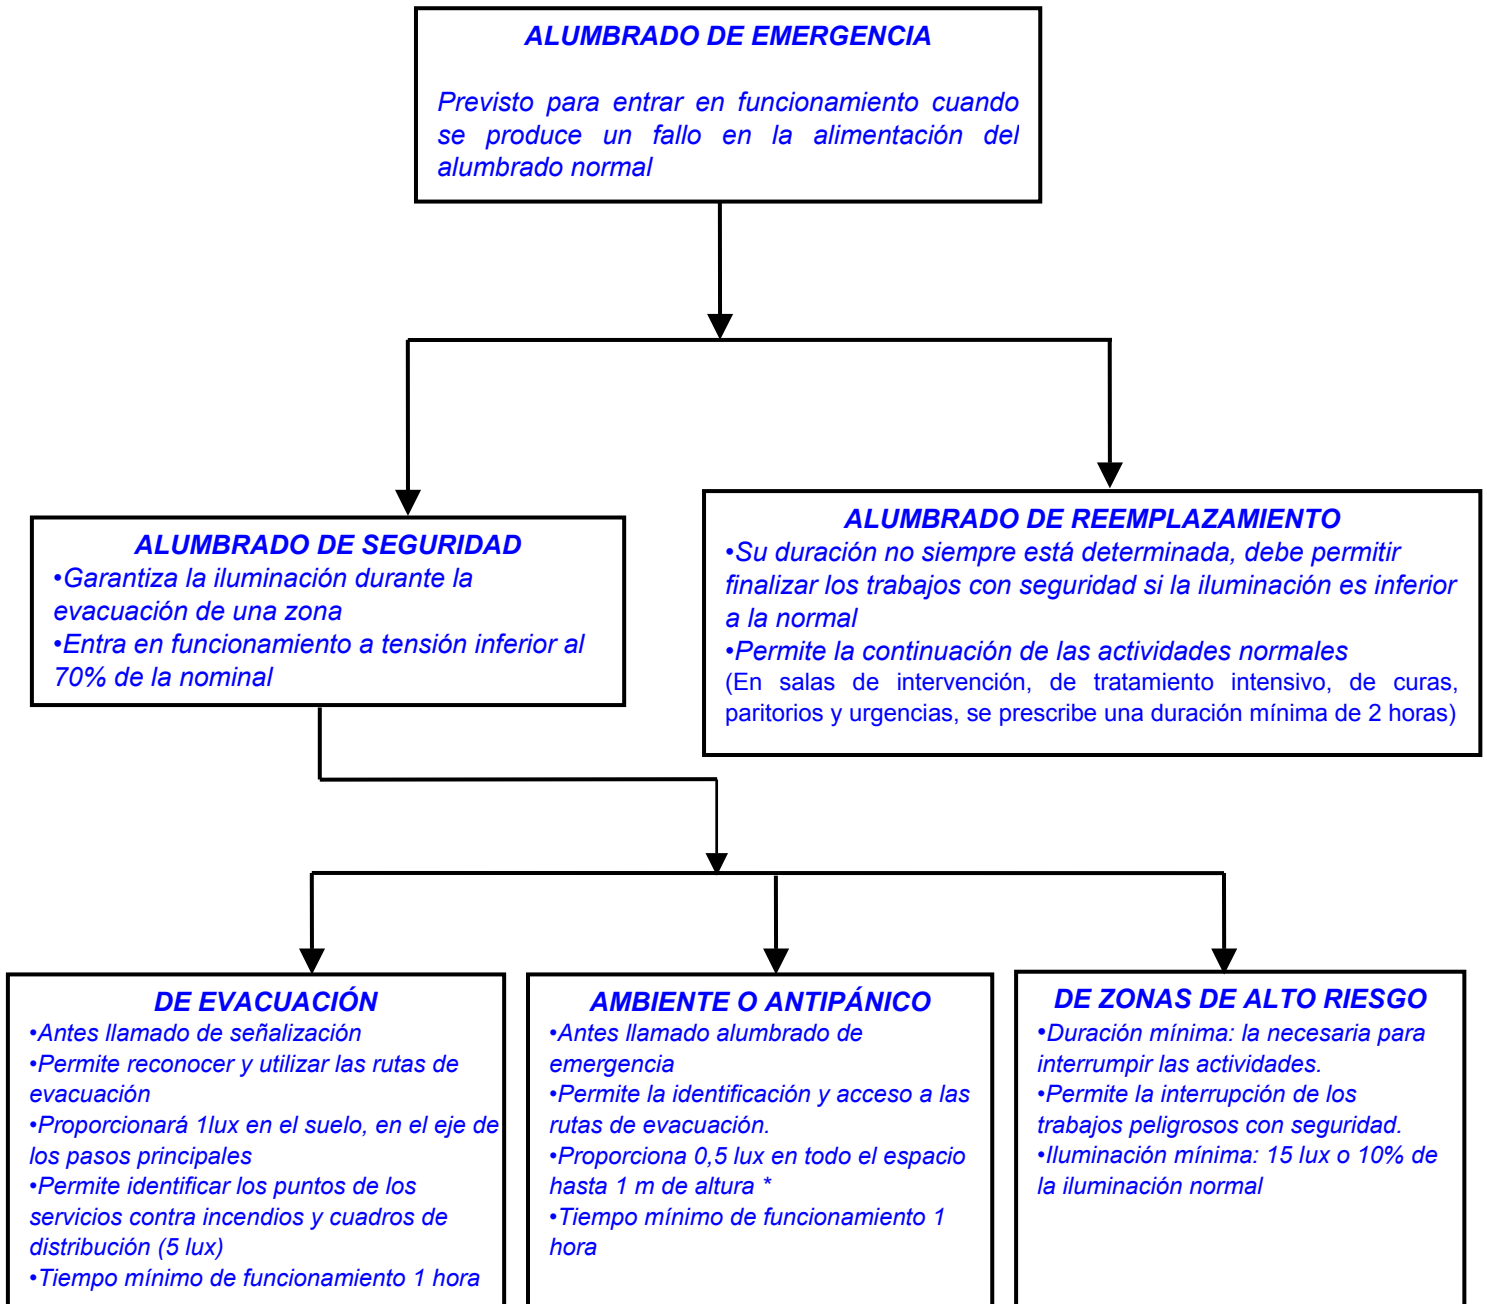 ALUMBRADO DE EMERGENCIA
Previsto para entrar en funcionamiento cuando
se produce un fallo en la alimentación del
alumbrado normal
ALUMBRADO DE SEGURIDAD
•Garantiza la iluminación durante la
evacuación de una zona
•Entra en funcionamiento a tensión inferior al
70% de la nominal
ALUMBRADO DE REEMPLAZAMIENTO
•Su duración no siempre está determinada, debe permitir
finalizar los trabajos con seguridad si la iluminación es inferior
a la normal
•Permite la continuación de las actividades normales
(En salas de intervención, de tratamiento intensivo, de curas,
paritorios y urgencias, se prescribe una duración mínima de 2 horas)
DE EVACUACIÓN
•Antes llamado de señalización
•Permite reconocer y utilizar las rutas de
evacuación
•Proporcionará 1lux en el suelo, en el eje de
los pasos principales
•Permite identificar los puntos de los
servicios contra incendios y cuadros de
distribución (5 lux)
•Tiempo mínimo de funcionamiento 1 hora
AMBIENTE O ANTIPÁNICO
•Antes llamado alumbrado de
emergencia
•Permite la identificación y acceso a las
rutas de evacuación.
•Proporciona 0,5 lux en todo el espacio
hasta 1 m de altura *
•Tiempo mínimo de funcionamiento 1
hora
DE ZONAS DE ALTO RIESGO
•Duración mínima: la necesaria para
interrumpir las actividades.
•Permite la interrupción de los
trabajos peligrosos con seguridad.
•Iluminación mínima: 15 lux o 10% de
la iluminación normal